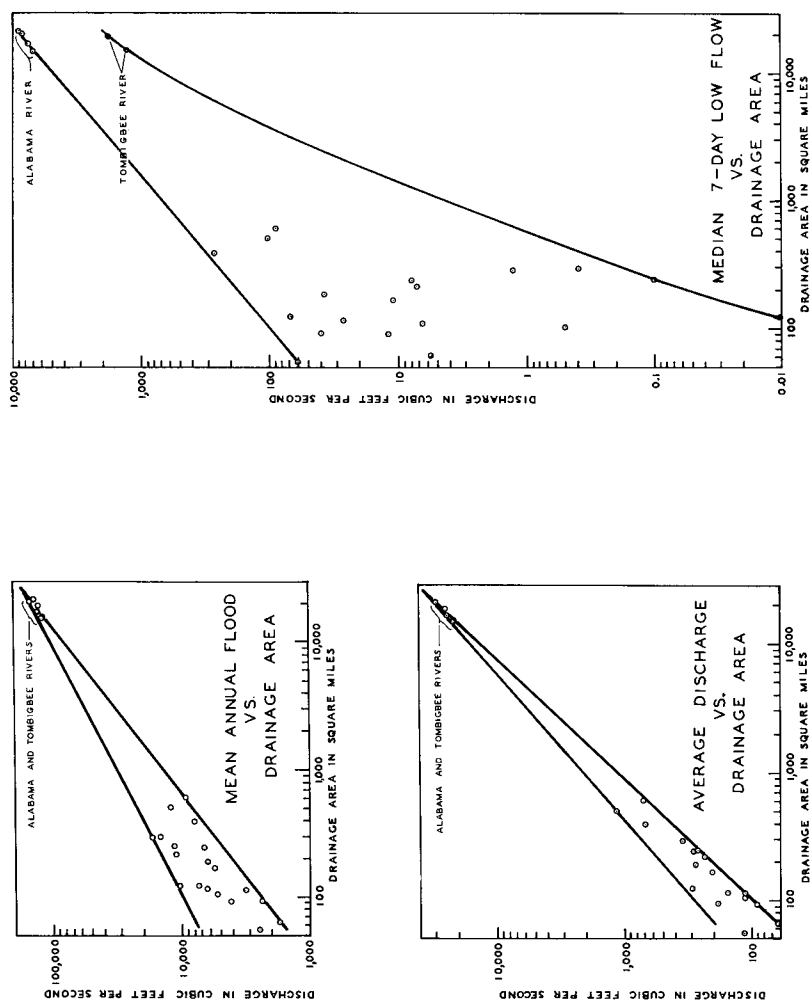 ALABAMA AND TOMBIGBEE RIVERS
100,000
10,000
1,000
DISCHARGE IN CUBIC FEET PER SECOND
MEAN ANNUAL FLOOD
VS.
DRAINAGE AREA
100
1,000
10,000
DRAINAGE AREA IN SQUARE MILES
ALABAMA AND TOMBIGBEE RIVERS
10,000
1,000
100
DISCHARGE IN CUBIC FEET PER SECOND
AVERAGE DISCHARGE
VS.
DRAINAGE AREA
100
1,000
10,000
DRAINAGE AREA IN SQUARE MILES
ALABAMA RIVER
TOMBIGBEE RIVER
10,000
1,000
100
10
1
0.1
0.01
DISCHARGE IN CUBIC FEET PER SECOND
MEDIAN 7-DAY LOW FLOW
VS.
DRAINAGE AREA
100
1,000
10,000
DRAINAGE AREA IN SQUARE MILES